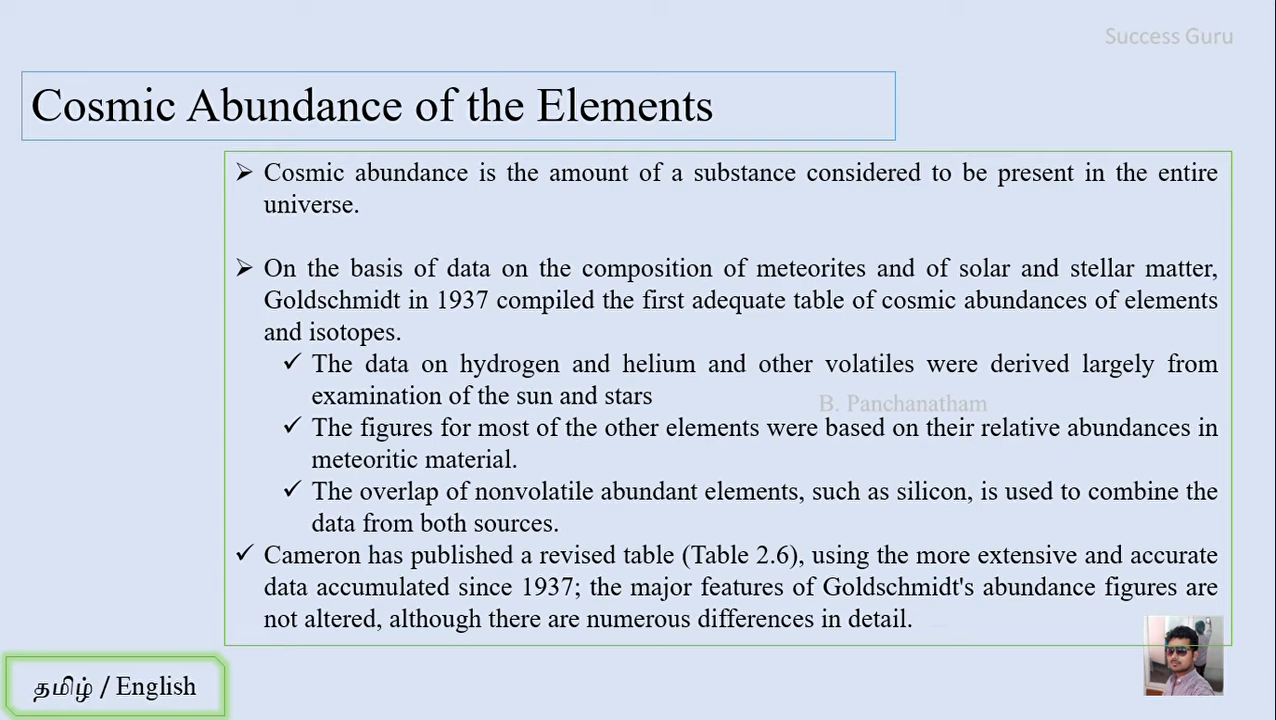 Success Guru
Cosmic Abundance of the Elements
➢ Cosmic abundance is the amount of a substance considered to be present in the entire
universe.
➢ On the basis of data on the composition of meteorites and of solar and stellar matter,
Goldschmidt in 1937 compiled the first adequate table of cosmic abundances of elements
and isotopes.
✓ The data on hydrogen and helium and other volatiles were derived largely from
examination of the sun and stars
B. Panchanatham
✓ The figures for most of the other elements were based on their relative abundances in
meteoritic material.
✓ The overlap of nonvolatile abundant elements, such as silicon, is used to combine the
data from both sources.
✓ Cameron has published a revised table (Table 2.6), using the more extensive and accurate
data accumulated since 1937; the major features of Goldschmidt's abundance figures are
not altered, although there are numerous differences in detail.
தமிழ் / English